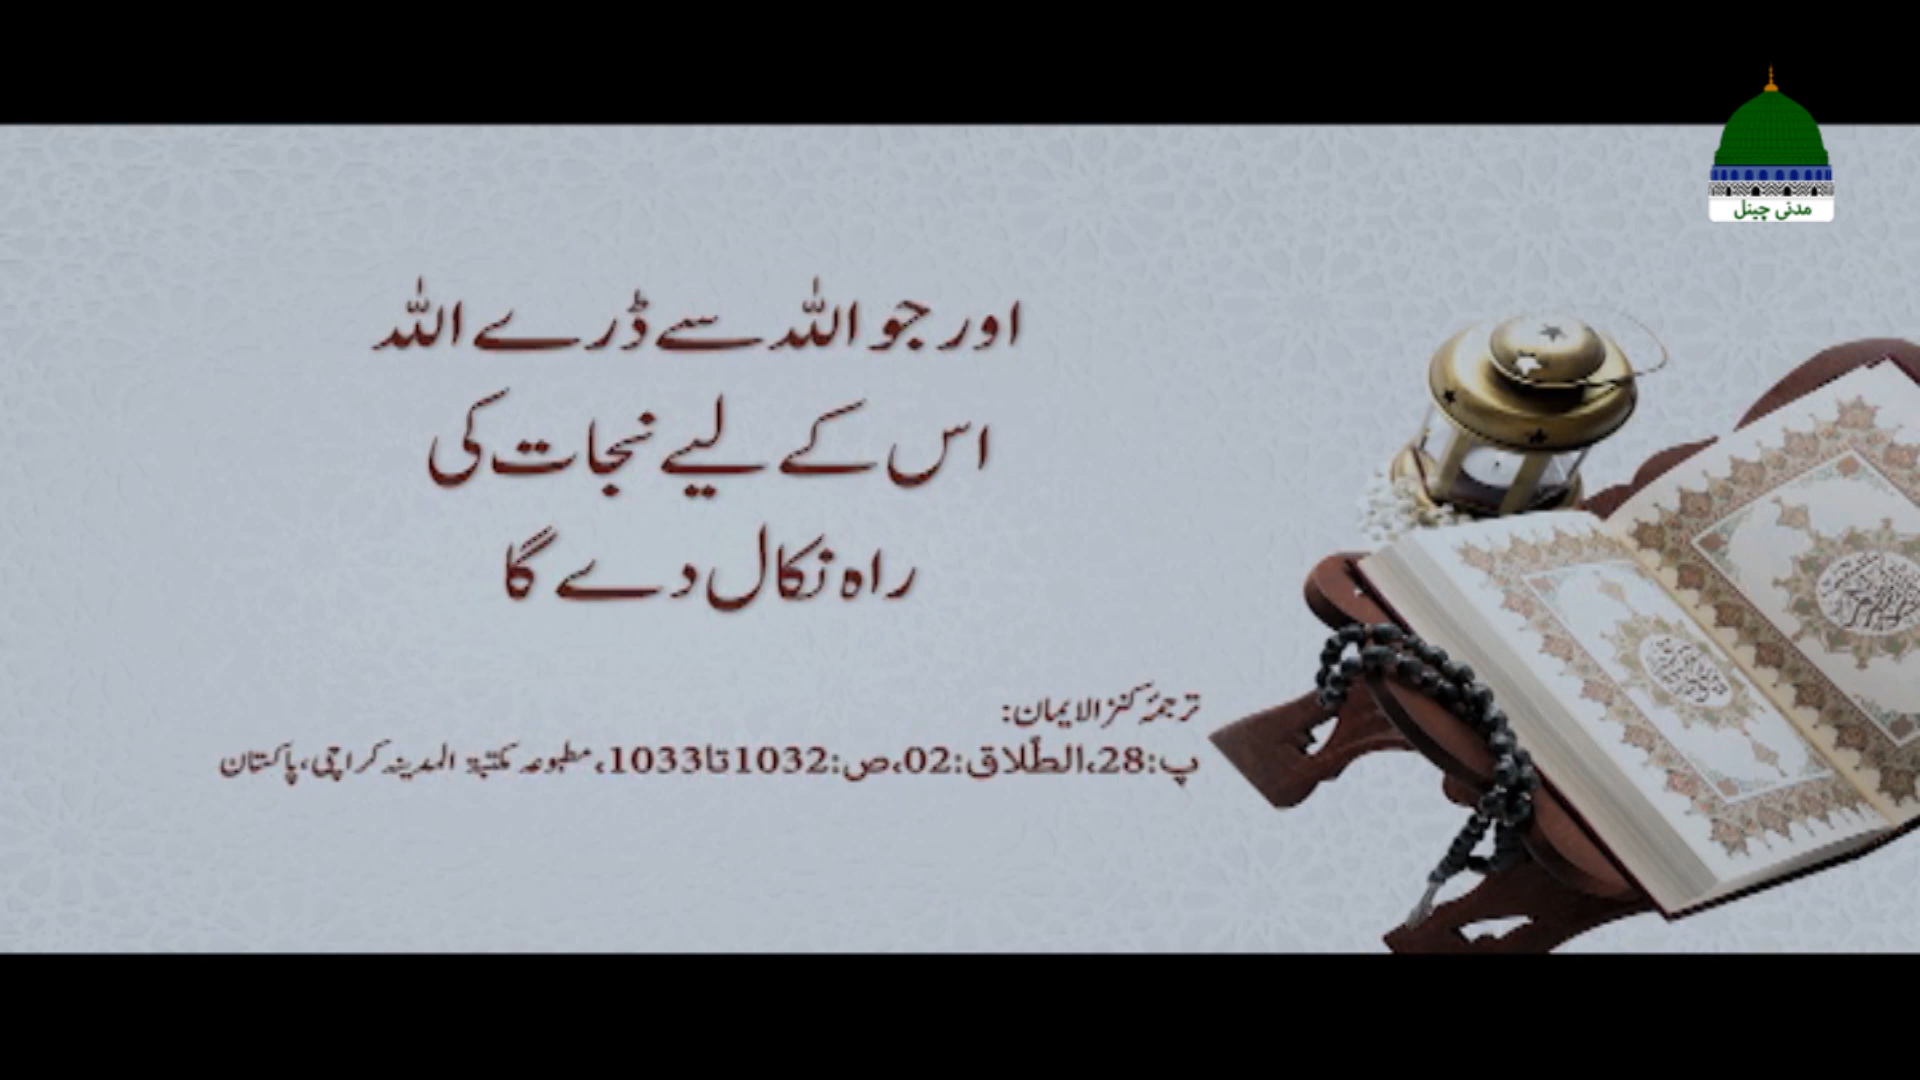 مدنی چینل
اور جو اللہ سے ڈرے اللہ
اس کے لیے نجات کی
راہ نکال دے گا
ترجمۂ کنز الایمان:
پ:28،الطّلاق:02،ص:1032تا1033،مطبوعہ مکتبۃ المدینہ کراچی،پاکستان